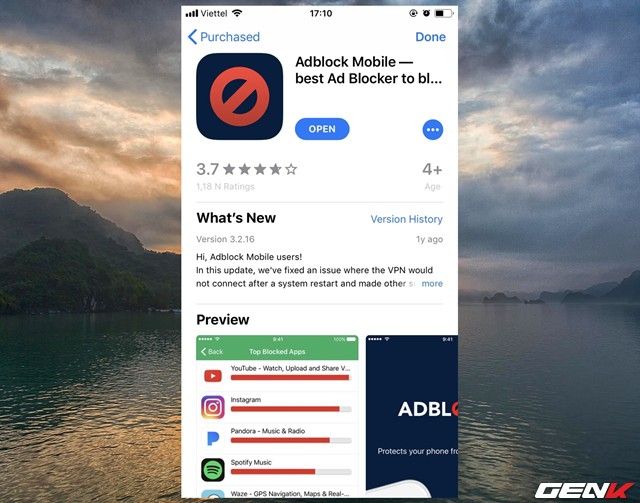 Viettel
17:10
Purchased
Done
Adblock Mobile —
best Ad Blocker to bl...
OPEN
3.7
4+
1,18 N Ratings
Age
What's New
Version History
Version 3.2.16
1y ago
Hi, Adblock Mobile users!
In this update, we've fixed an issue where the VPN would
not connect after a system restart and made other s
more
Preview
9:41
100%
Back
Top Blocked Apps
YouTube - Watch, Upload and Share V...
Instagram
Pandora - Music & Radio
Spotify Music
Waze - GPS Navigation, Maps & Real-
9:41
ADBL
Protects your phone fro
GENK